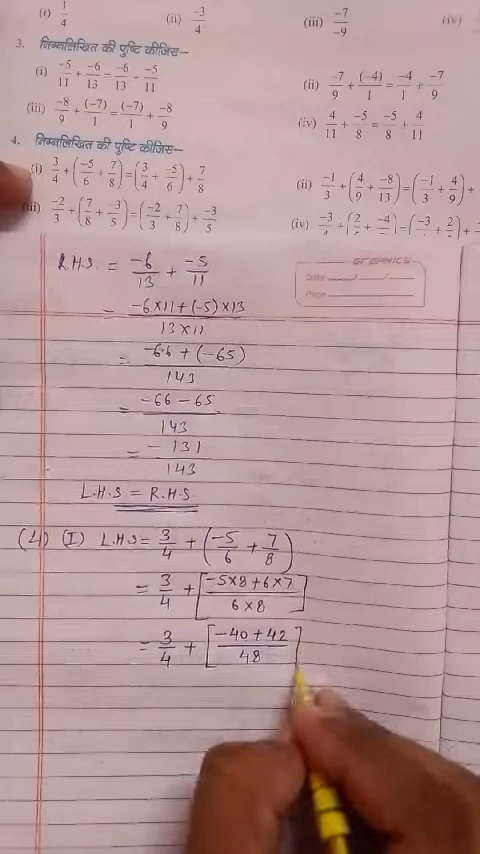 (i) 1/4 (ii) -3/4 (iii) -7/-9 (iv)
3. निम्नलिखित की पुष्टि कीजिए—
(i) -5/11 + -6/13 = -6/13 + -5/11 (ii) -7/9 + (-4)/1 = -4/1 + -7/9
(iii) -8/9 + (-7)/1 = (-7)/1 + -8/9 (iv) 4/11 + -5/8 = -5/8 + 4/11
4. निम्नलिखित की पुष्टि कीजिए—
(i) 3/4 + (-5/6 + 7/8) = (3/4 + -5/6) + 7/8 (ii) -1/3 + (4/9 + -8/13) = (-1/3 + 4/9) +
(iii) -2/3 + (7/8 + -3/5) = (-2/3 + 7/8) + -3/5 (iv)
GRAPHICS
Date
Page
R.H.S. = -6/13 + -5/11
= -6×11+(-5)×13 / 13×11
= -66 + (-65) / 143
= -66 - 65 / 143
= -131 / 143
L.H.S = R.H.S.
(4) (I) L.H.S = 3/4 + (-5/6 + 7/8)
= 3/4 + [-5×8+6×7 / 6×8]
= 3/4 + [-40+42 / 48]